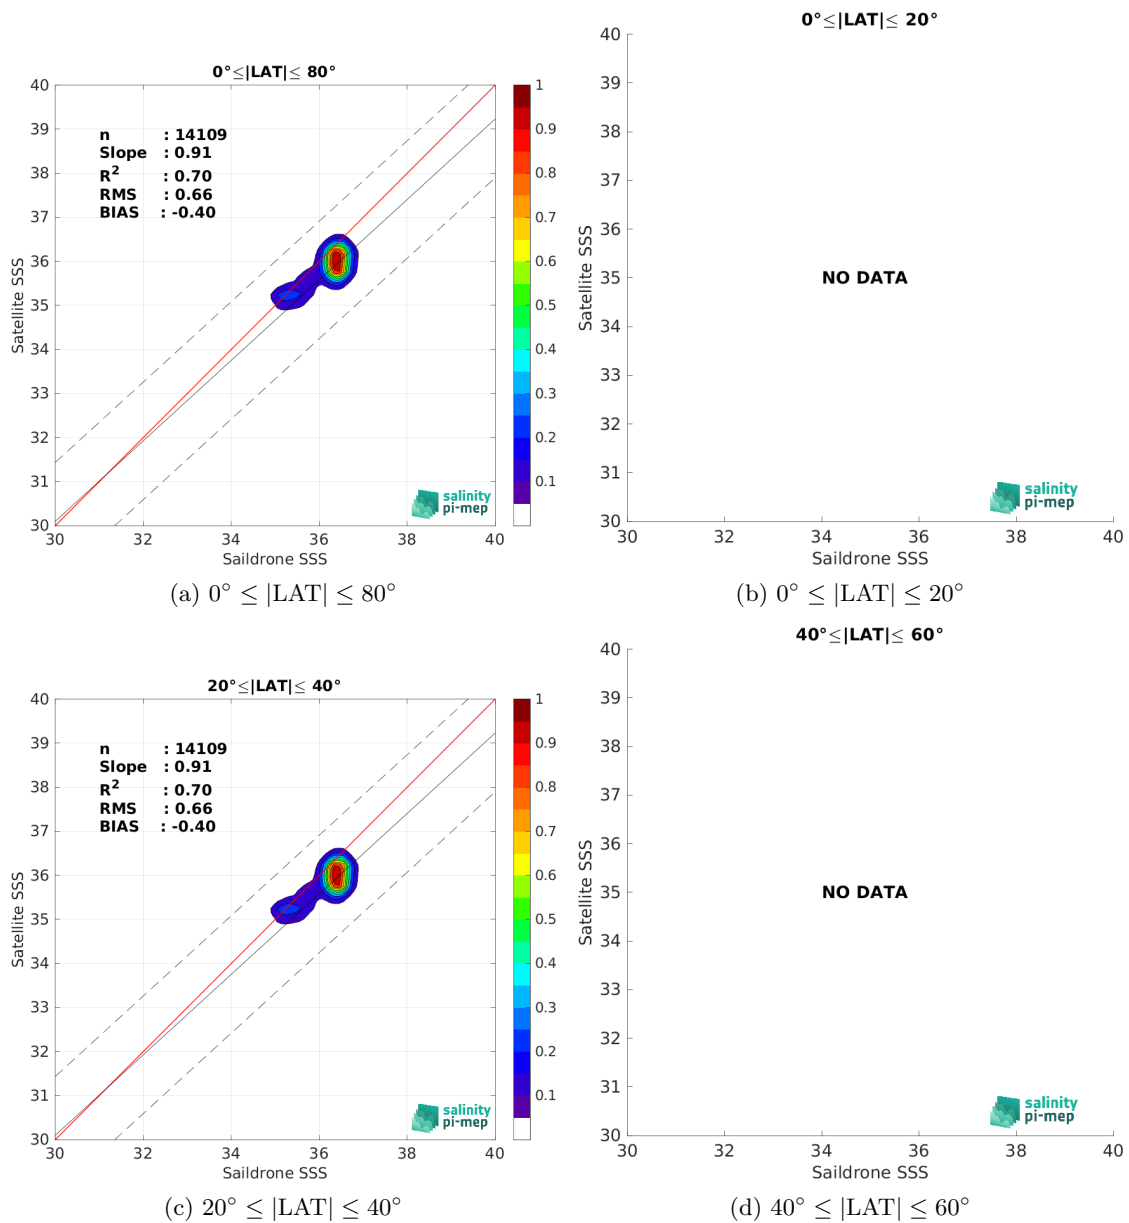 0°≤|LAT|≤ 80°
40
39
38
37
36
35
34
33
32
31
30
Satellite SSS
n : 14109
Slope : 0.91
R² : 0.70
RMS : 0.66
BIAS : -0.40
salinity
pi-mep
30 32 34 36 38 40
Saildrone SSS
1
0.9
0.8
0.7
0.6
0.5
0.4
0.3
0.2
0.1
(a) 0° ≤ |LAT| ≤ 80°
0°≤|LAT|≤ 20°
40
39
38
37
36
35
34
33
32
31
30
Satellite SSS
NO DATA
salinity
pi-mep
30 32 34 36 38 40
Saildrone SSS
(b) 0° ≤ |LAT| ≤ 20°
20°≤|LAT|≤ 40°
40
39
38
37
36
35
34
33
32
31
30
Satellite SSS
n : 14109
Slope : 0.91
R² : 0.70
RMS : 0.66
BIAS : -0.40
salinity
pi-mep
30 32 34 36 38 40
Saildrone SSS
1
0.9
0.8
0.7
0.6
0.5
0.4
0.3
0.2
0.1
(c) 20° ≤ |LAT| ≤ 40°
40°≤|LAT|≤ 60°
40
39
38
37
36
35
34
33
32
31
30
Satellite SSS
NO DATA
salinity
pi-mep
30 32 34 36 38 40
Saildrone SSS
(d) 40° ≤ |LAT| ≤ 60°